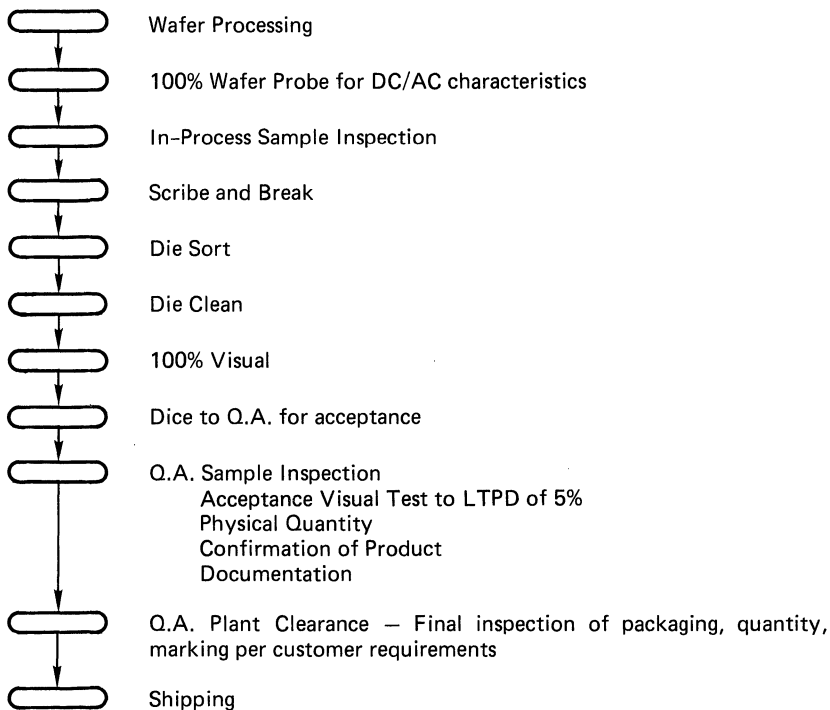 Wafer Processing
100% Wafer Probe for DC/AC characteristics
In-Process Sample Inspection
Scribe and Break
Die Sort
Die Clean
100% Visual
Dice to Q.A. for acceptance
Q.A. Sample Inspection
Acceptance Visual Test to LTPD of 5%
Physical Quantity
Confirmation of Product
Documentation
Q.A. Plant Clearance — Final inspection of packaging, quantity,
marking per customer requirements
Shipping